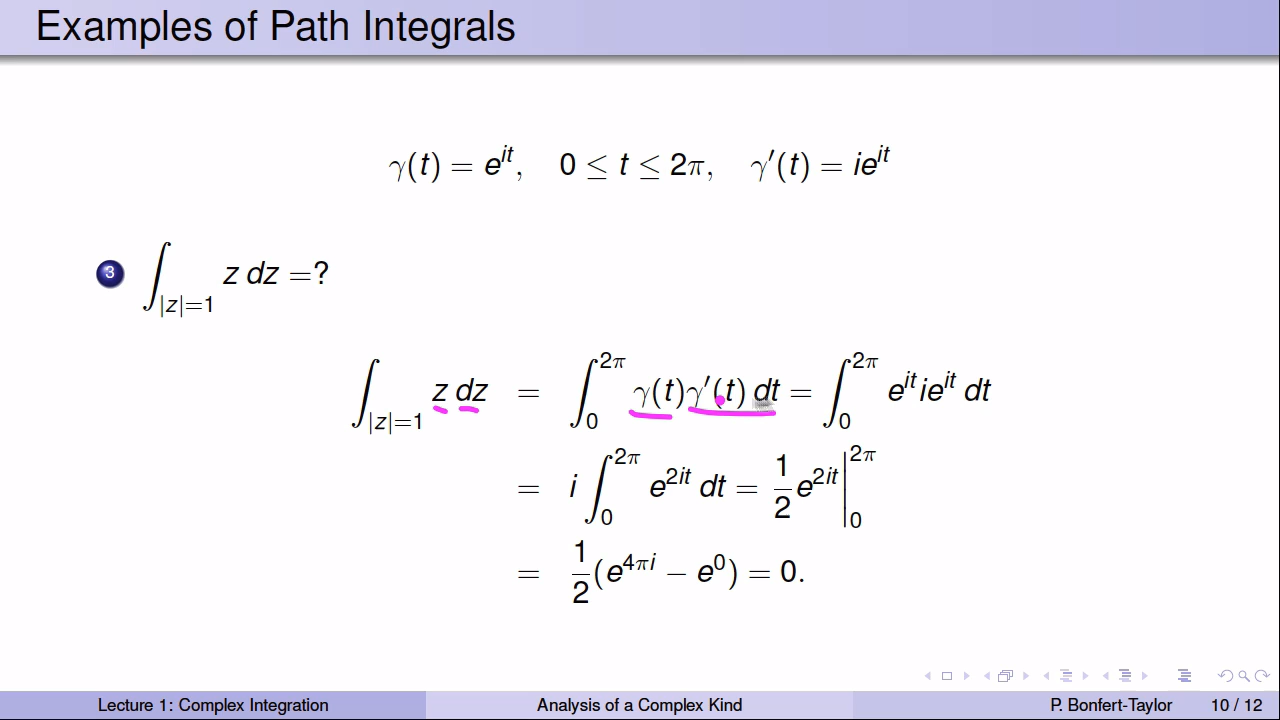 Examples of Path Integrals
γ(t) = e^{it}, 0 ≤ t ≤ 2π, γ′(t) = ie^{it}
3 ∫_{|z|=1} z dz =?
∫_{|z|=1} z dz = ∫_0^{2π} γ(t)γ′(t) dt = ∫_0^{2π} e^{it}ie^{it} dt
= i ∫_0^{2π} e^{2it} dt = \frac{1}{2}e^{2it}|_0^{2π}
= \frac{1}{2}(e^{4πi} − e^0) = 0.
Lecture 1: Complex Integration Analysis of a Complex Kind P. Bonfert-Taylor 10 / 12